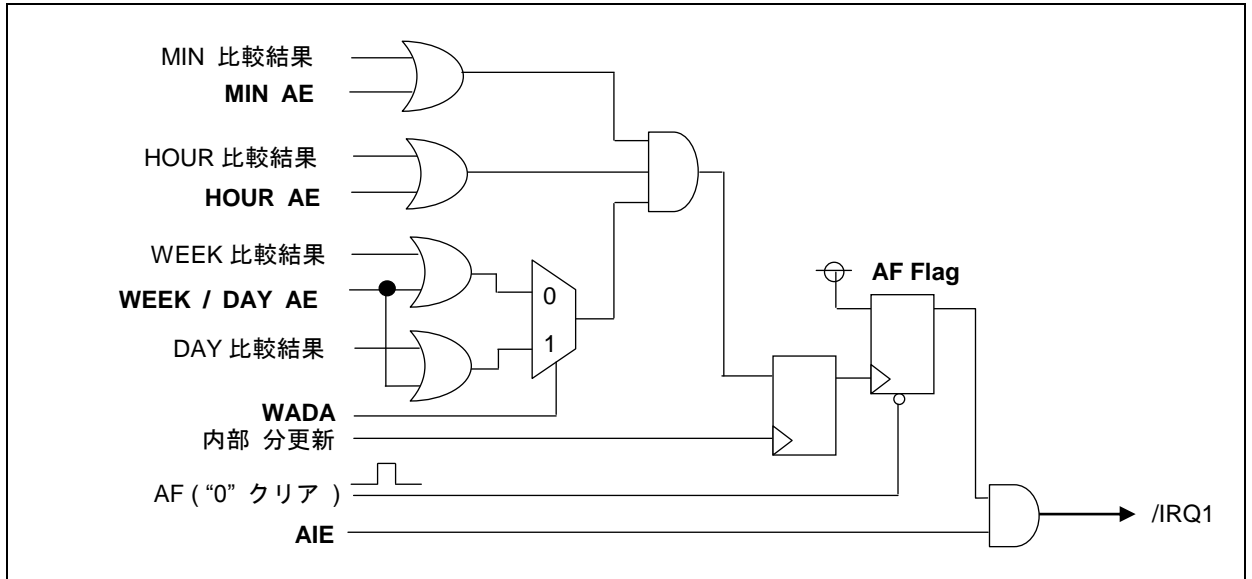 MIN 比較結果
MIN AE
HOUR 比較結果
HOUR AE
WEEK 比較結果
WEEK / DAY AE
DAY 比較結果
WADA
内部 分更新
AF ( “0” クリア )
AIE
0
1
AF Flag
/IRQ1